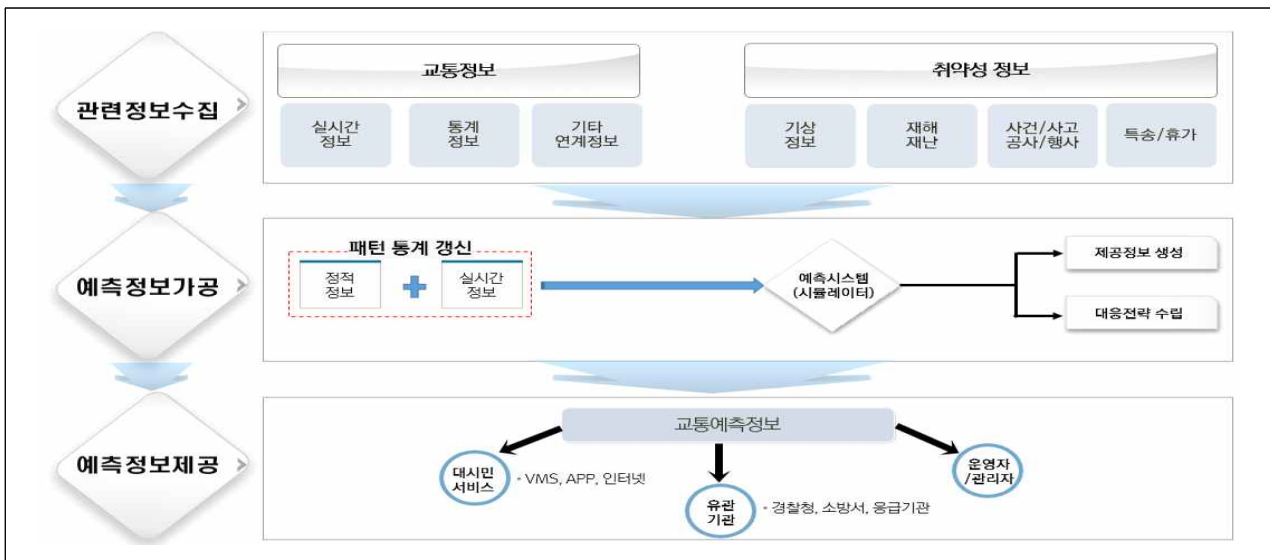 관련정보수집
교통정보
실시간
정보
통계
정보
기타
연계정보
취약성 정보
기상
정보
재해
재난
사건/사고
공사/행사
특송/휴가
예측정보가공
패턴 통계 갱신
정적
정보
실시간
정보
예측시스템
(시뮬레이터)
제공정보 생성
대응전략 수립
예측정보제공
교통예측정보
대시민
서비스
- VMS, APP, 인터넷
유관
기관
- 경찰청, 소방서, 응급기관
운영자
/관리자